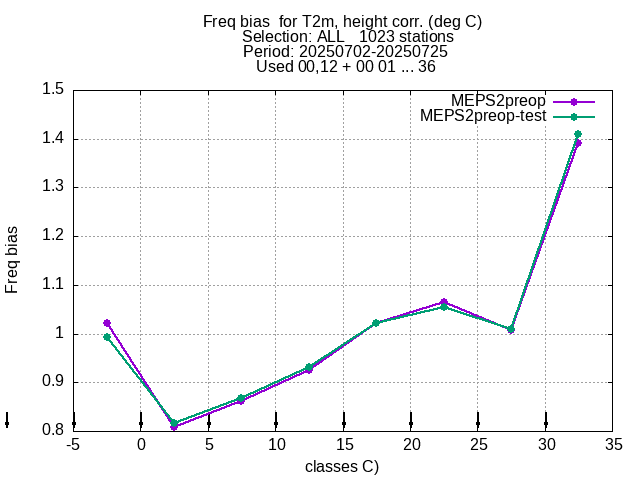 Freq bias  for T2m, height corr. (deg C)
Selection: ALL   1023 stations
Period: 20250702-20250725
Used 00,12 + 00 01 ... 36
MEPS2preop
MEPS2preop-test
1.5
1.4
1.3
1.2
1.1
1
0.9
0.8
Freq bias
-5
0
5
10
15
20
25
30
35
classes C)